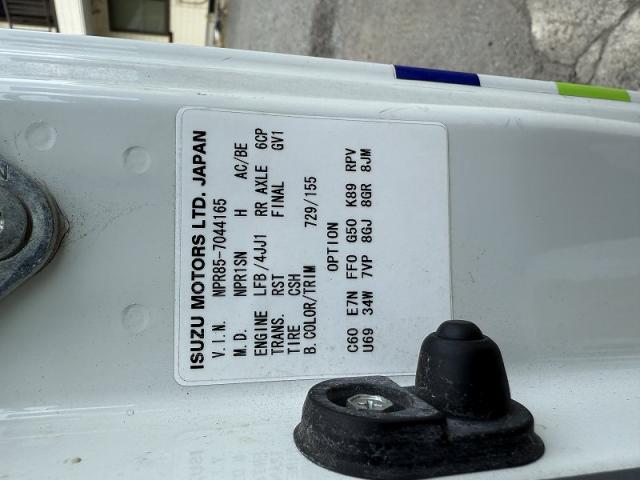 ISUZU MOTORS LTD. JAPAN
V.I.N. NPR85-7044165
M.D. NPR1SN H AC/BE
ENGINE LFB /4JJ1 RR AXLE 6CP
TRANS. RST FINAL GV1
TIRE CSH
B.COLOR/TRIM 729/155
OPTION
C60 E7N FF0 G50 K89 RPV
U69 34W 7VP 8GJ 8GR 8JM